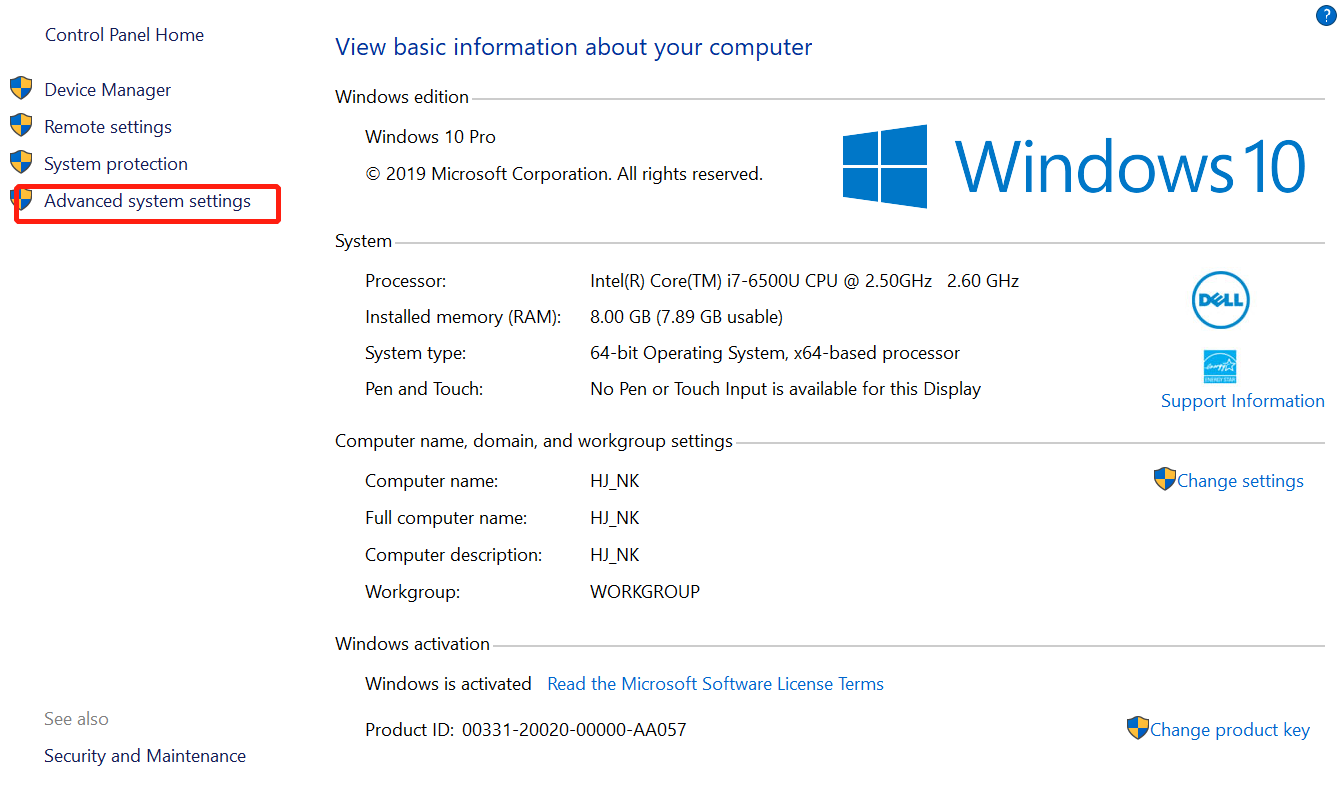 ?
Control Panel Home
Device Manager
Remote settings
System protection
Advanced system settings
View basic information about your computer
Windows edition
Windows 10 Pro
© 2019 Microsoft Corporation. All rights reserved.
Windows 10
System
Processor: Intel(R) Core(TM) i7-6500U CPU @ 2.50GHz 2.60 GHz
Installed memory (RAM): 8.00 GB (7.89 GB usable)
System type: 64-bit Operating System, x64-based processor
Pen and Touch: No Pen or Touch Input is available for this Display
DELL
energy
ENERGY STAR
Support Information
Computer name, domain, and workgroup settings
Computer name: HJ_NK
Change settings
Full computer name: HJ_NK
Computer description: HJ_NK
Workgroup: WORKGROUP
Windows activation
Windows is activated Read the Microsoft Software License Terms
Product ID: 00331-20020-00000-AA057
Change product key
See also
Security and Maintenance